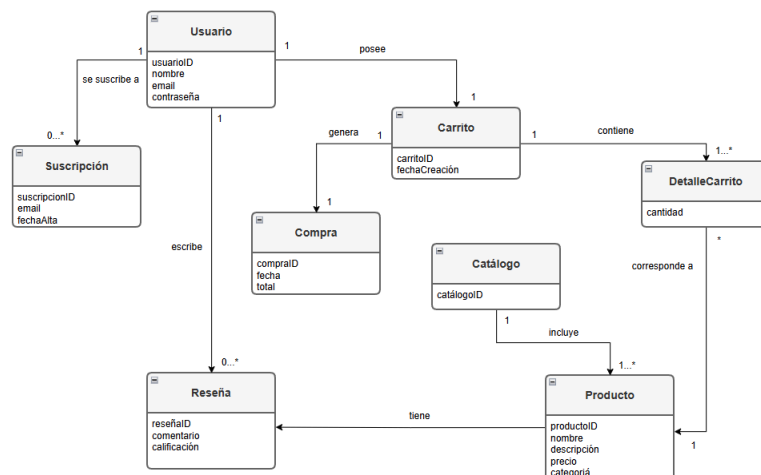 Usuario
usuarioID
nombre
email
contraseña
1
1
posee
se suscribe a
1
1
0...*
Suscripción
suscripcionID
email
fechaAlta
Carrito
carritoID
fechaCreación
genera
1
1
contiene
1...*
DetalleCarrito
cantidad
1
Compra
compraID
fecha
total
Catálogo
catálogoID
*
corresponde a
escribe
1
incluye
0...*
1...*
Reseña
reseñaID
comentario
calificación
tiene
Producto
productoID
nombre
descripción
precio
categoriá
1